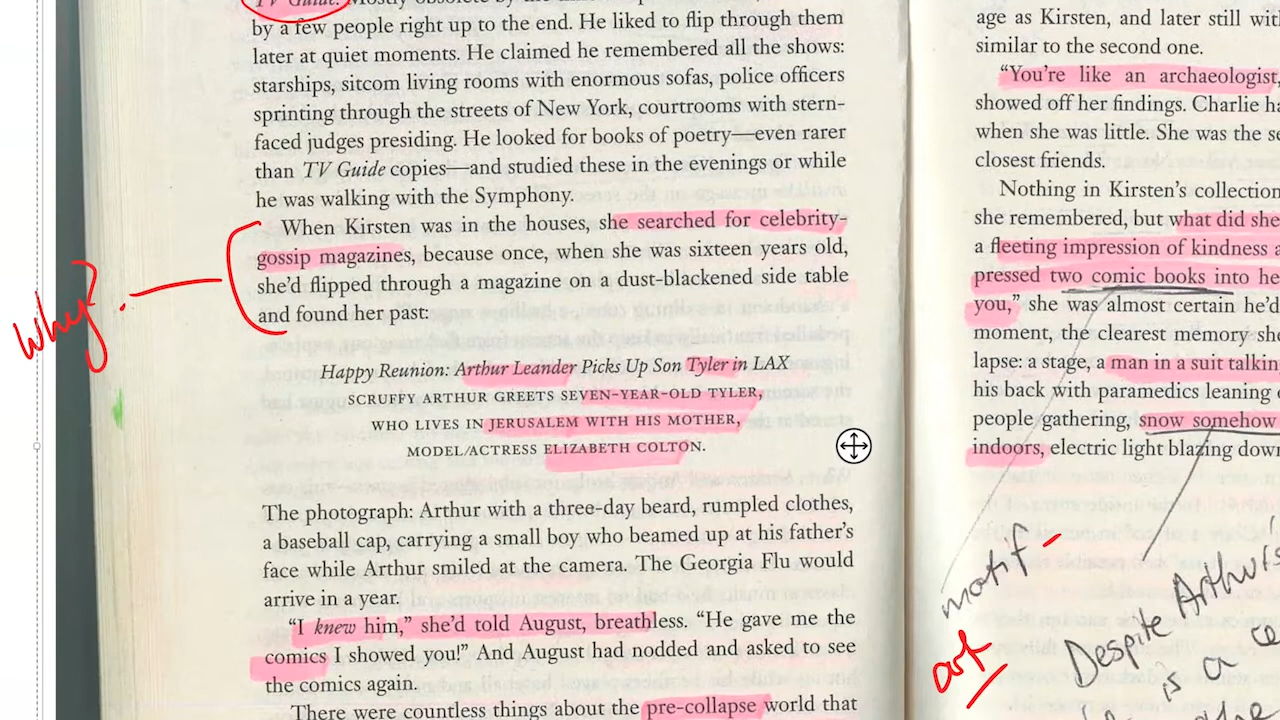 TV Guide. Mostly obsolete by the
by a few people right up to the end. He liked to flip through them
later at quiet moments. He claimed he remembered all the shows:
starships, sitcom living rooms with enormous sofas, police officers
sprinting through the streets of New York, courtrooms with stern-
faced judges presiding. He looked for books of poetry—even rarer
than TV Guide copies—and studied these in the evenings or while
he was walking with the Symphony.
When Kirsten was in the houses, she searched for celebrity-
gossip magazines, because once, when she was sixteen years old,
she'd flipped through a magazine on a dust-blackened side table
and found her past:
why?
Happy Reunion: Arthur Leander Picks Up Son Tyler in LAX
SCRUFFY ARTHUR GREETS SEVEN-YEAR-OLD TYLER,
WHO LIVES IN JERUSALEM WITH HIS MOTHER,
MODEL/ACTRESS ELIZABETH COLTON.
The photograph: Arthur with a three-day beard, rumpled clothes,
a baseball cap, carrying a small boy who beamed up at his father's
face while Arthur smiled at the camera. The Georgia Flu would
arrive in a year.
"I knew him," she'd told August, breathless. "He gave me the
comics I showed you!" And August had nodded and asked to see
the comics again.
There were countless things about the pre-collapse world that
age as Kirsten, and later still wit
similar to the second one.
"You're like an archaeologist,
showed off her findings. Charlie ha
when she was little. She was the s
closest friends.
Nothing in Kirsten's collection
she remembered, but what did she
a fleeting impression of kindness a
pressed two comic books into he
you," she was almost certain he'd
moment, the clearest memory she
lapse: a stage, a man in a suit talkin
his back with paramedics leaning
people gathering, snow somehow
indoors, electric light blazing down
motif -
art
Despite Arthur's
is a ce